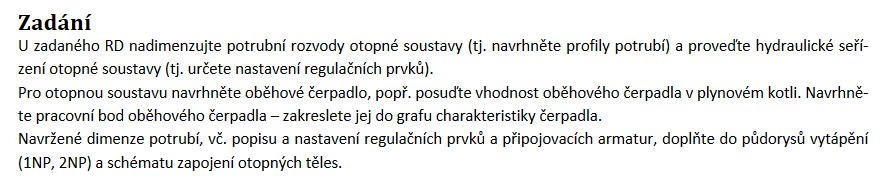 Zadání
U zadaného RD nadimenzujte potrubní rozvody otopné soustavy (tj. navrhněte profily potrubí) a proveďte hydraulické seří-
zení otopné soustavy (tj. určete nastavení regulačních prvků).
Pro otopnou soustavu navrhněte oběhové čerpadlo, popř. posuďte vhodnost oběhového čerpadla v plynovém kotli. Navrhně-
te pracovní bod oběhového čerpadla – zakreslete jej do grafu charakteristiky čerpadla.
Navržené dimenze potrubí, vč. popisu a nastavení regulačních prvků a připojovacích armatur, doplňte do půdorysů vytápění
(1NP, 2NP) a schématu zapojení otopných těles.